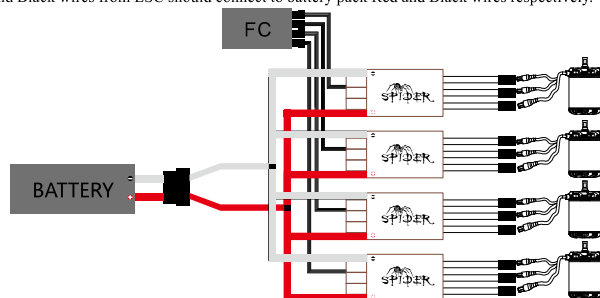 nd Black wires from ESC should connect to battery pack Red and Black wires respectively.
FC
SPIDER
SPIDER
BATTERY
SPIDER
SPIDER